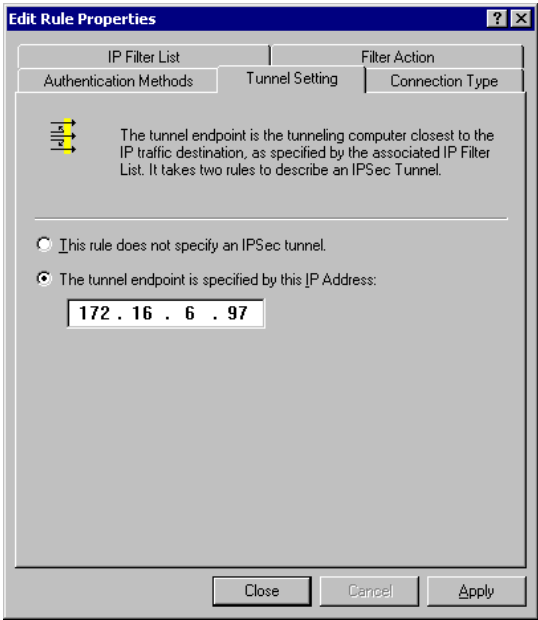 Edit Rule Properties
IP Filter List
Filter Action
Authentication Methods
Tunnel Setting
Connection Type
The tunnel endpoint is the tunneling computer closest to the
IP traffic destination, as specified by the associated IP Filter
List. It takes two rules to describe an IPSec Tunnel.
This rule does not specify an IPSec tunnel.
The tunnel endpoint is specified by this IP Address:
172 . 16 . 6 . 97
Close
Cancel
Apply